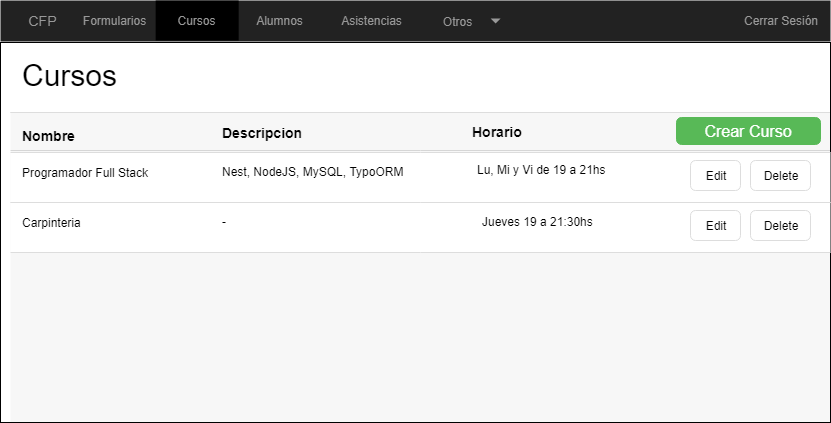 CFP Formularios Cursos Alumnos Asistencias Otros Cerrar Sesión
Cursos
Nombre Descripcion Horario Crear Curso
Programador Full Stack Nest, NodeJS, MySQL, TypoORM Lu, Mi y Vi de 19 a 21hs Edit Delete
Carpinteria - Jueves 19 a 21:30hs Edit Delete